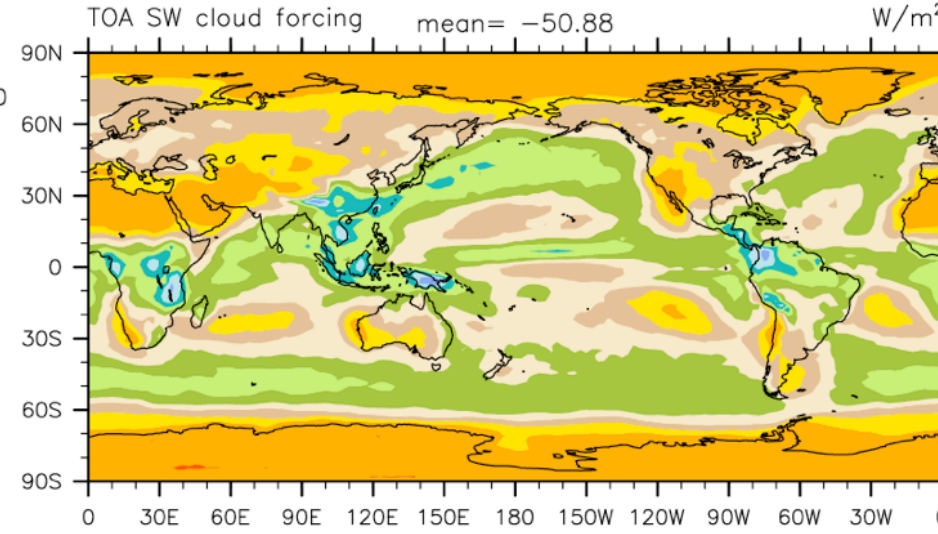 TOA SW cloud forcing mean= −50.88 W/m²
90N
60N
30N
0
30S
60S
90S
0 30E 60E 90E 120E 150E 180 150W 120W 90W 60W 30W